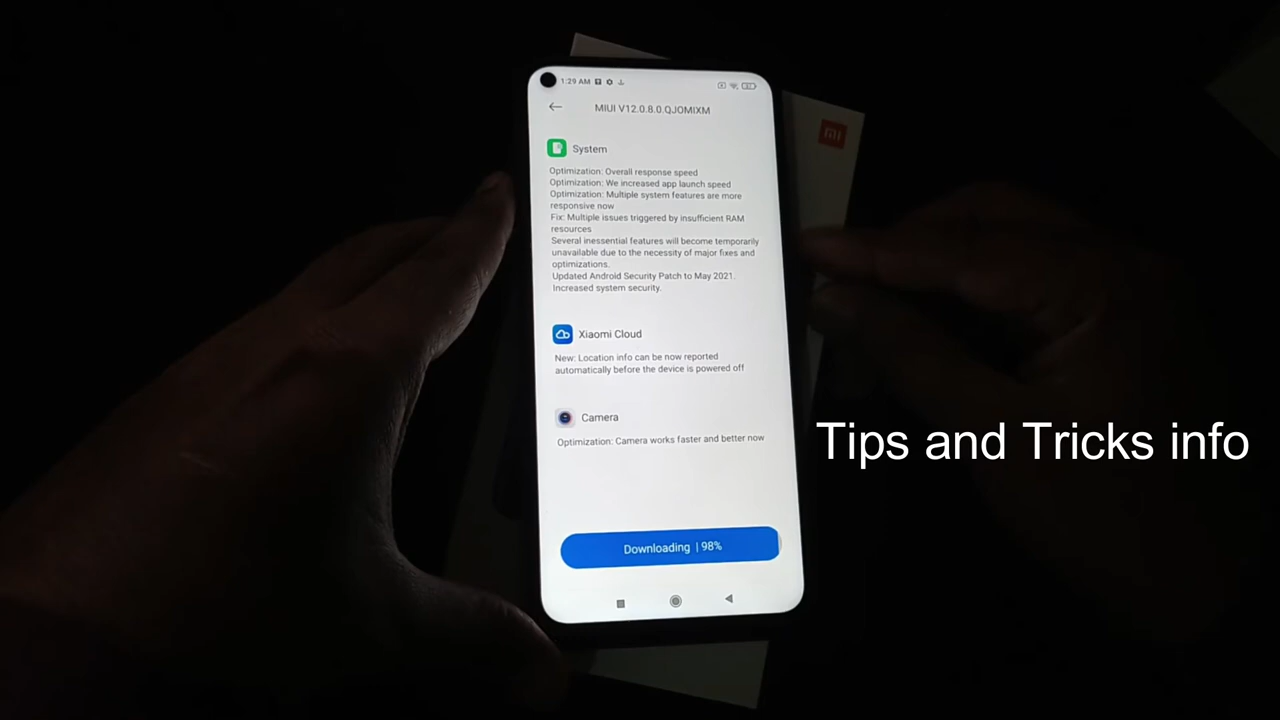 1:29 AM
MIUI V12.0.8.0.QJOMIXM
mi
System
Optimization: Overall response speed
Optimization: We increased app launch speed
Optimization: Multiple system features are more
responsive now
Fix: Multiple issues triggered by insufficient RAM
resources
Several inessential features will become temporarily
unavailable due to the necessity of major fixes and
optimizations.
Updated Android Security Patch to May 2021.
Increased system security.
Xiaomi Cloud
New: Location info can be now reported
automatically before the device is powered off
Camera
Optimization: Camera works faster and better now
Tips and Tricks info
Downloading | 98%